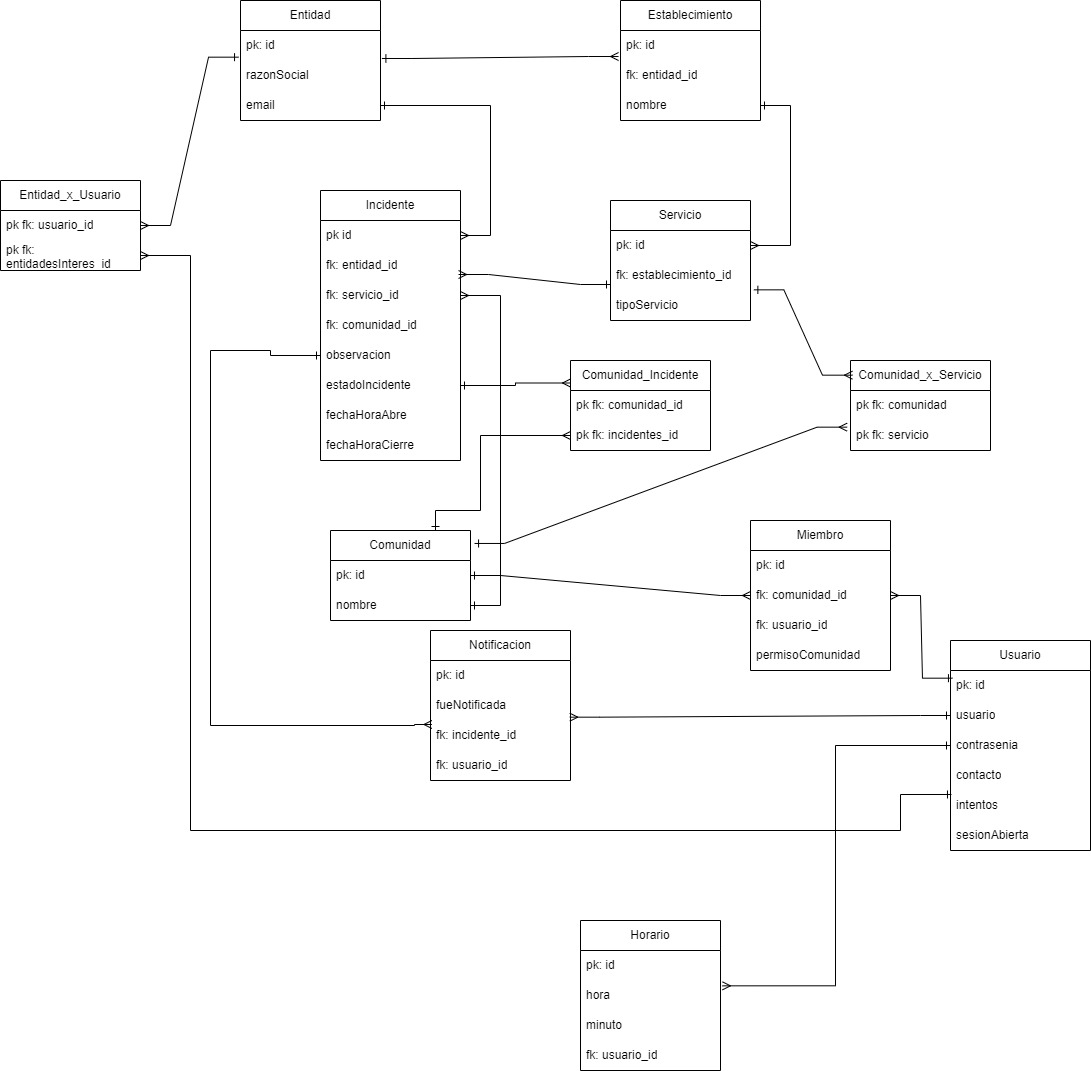 Entidad
pk: id
razonSocial
email
Establecimiento
pk: id
fk: entidad_id
nombre
Entidad_x_Usuario
pk fk: usuario_id
pk fk:
entidadesInteres_id
Incidente
pk id
fk: entidad_id
fk: servicio_id
fk: comunidad_id
observacion
estadoIncidente
fechaHoraAbre
fechaHoraCierre
Servicio
pk: id
fk: establecimiento_id
tipoServicio
Comunidad_Incidente
pk fk: comunidad_id
pk fk: incidentes_id
Comunidad_x_Servicio
pk fk: comunidad
pk fk: servicio
Comunidad
pk: id
nombre
Miembro
pk: id
fk: comunidad_id
fk: usuario_id
permisoComunidad
Notificacion
pk: id
fueNotificada
fk: incidente_id
fk: usuario_id
Usuario
pk: id
usuario
contrasenia
contacto
intentos
sesionAbierta
Horario
pk: id
hora
minuto
fk: usuario_id